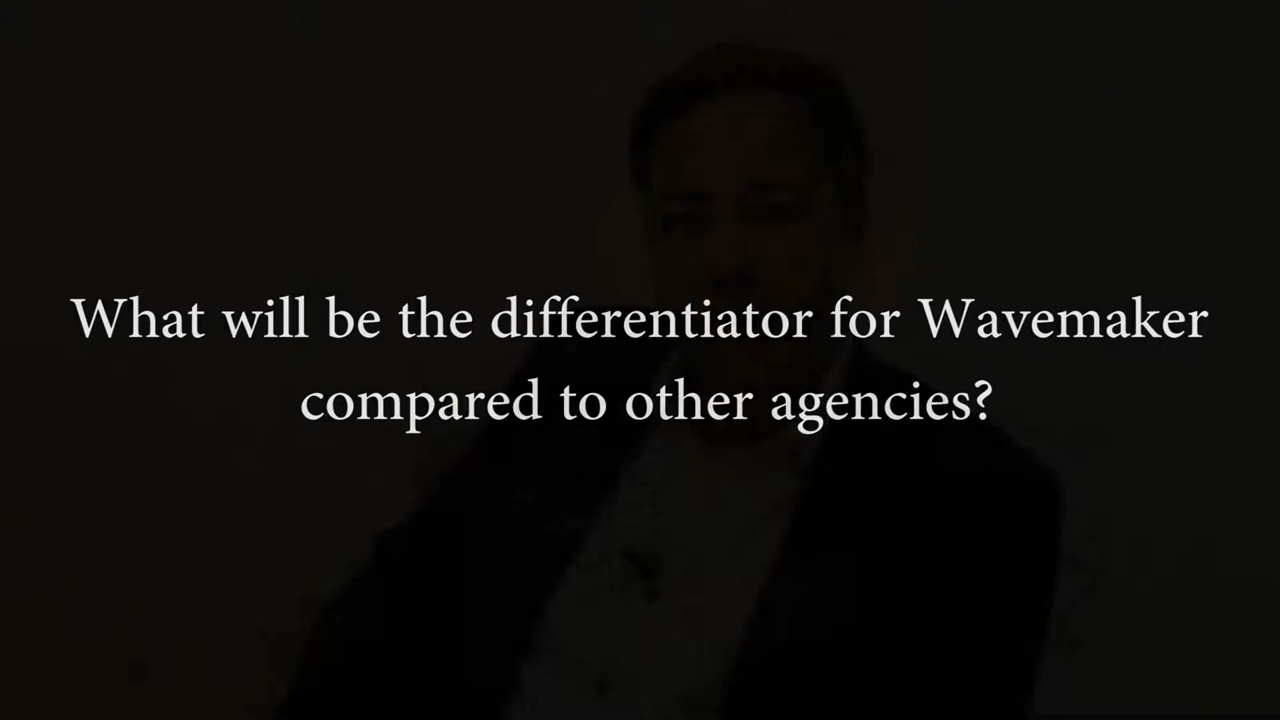 What will be the differentiator for Wavemaker
compared to other agencies?